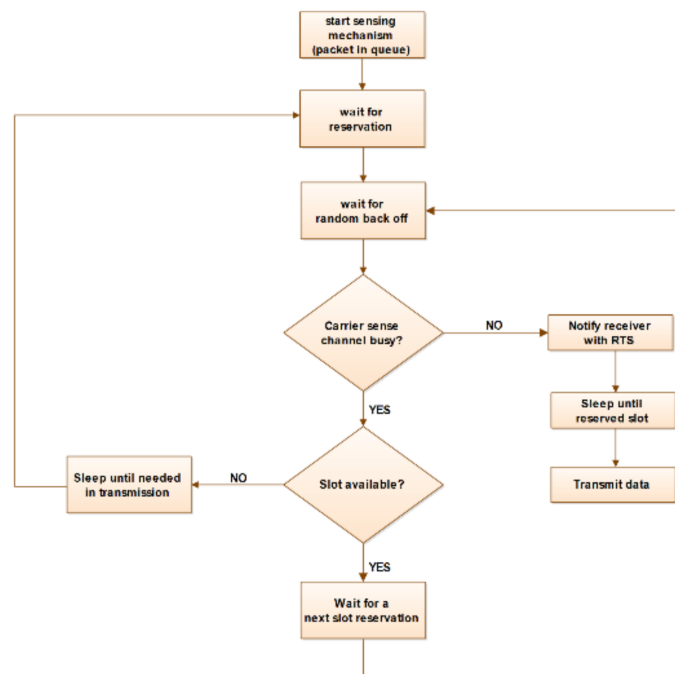 start sensing
mechanism
(packet in queue)
wait for
reservation
wait for
random back off
Carrier sense
channel busy?
NO
Notify receiver
with RTS
YES
Sleep until
reserved slot
Slot available?
NO
Sleep until needed
in transmission
Transmit data
YES
Wait for a
next slot reservation